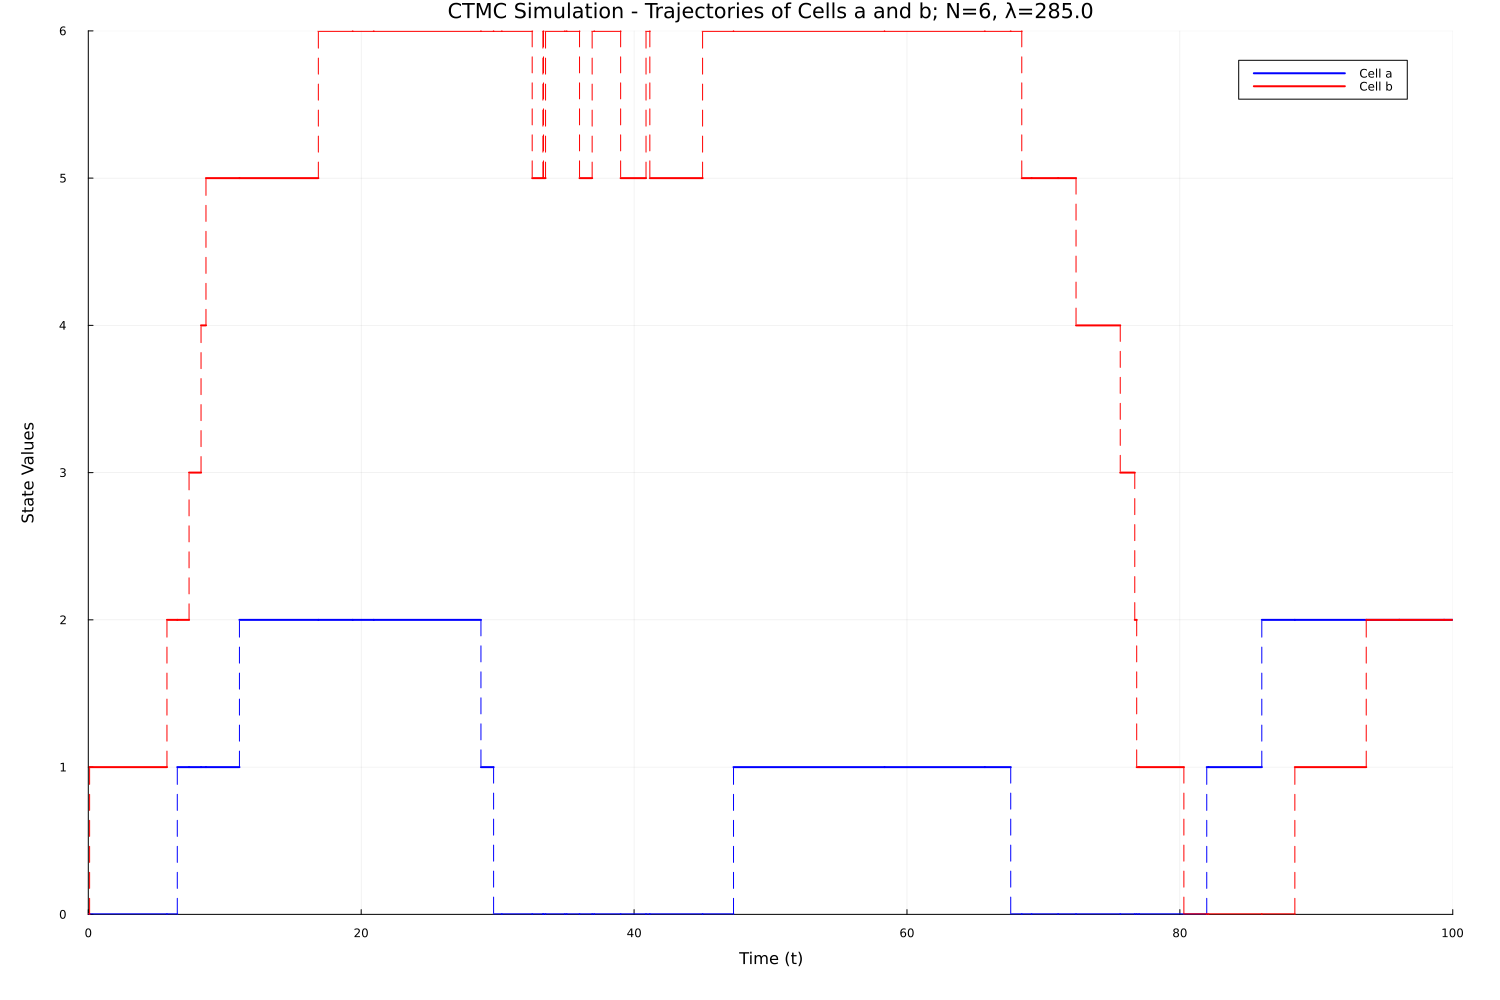 CTMC Simulation - Trajectories of Cells a and b; N=6, λ=285.0
Cell a
Cell b
State Values
6
5
4
3
2
1
0
0 20 40 60 80 100
Time (t)